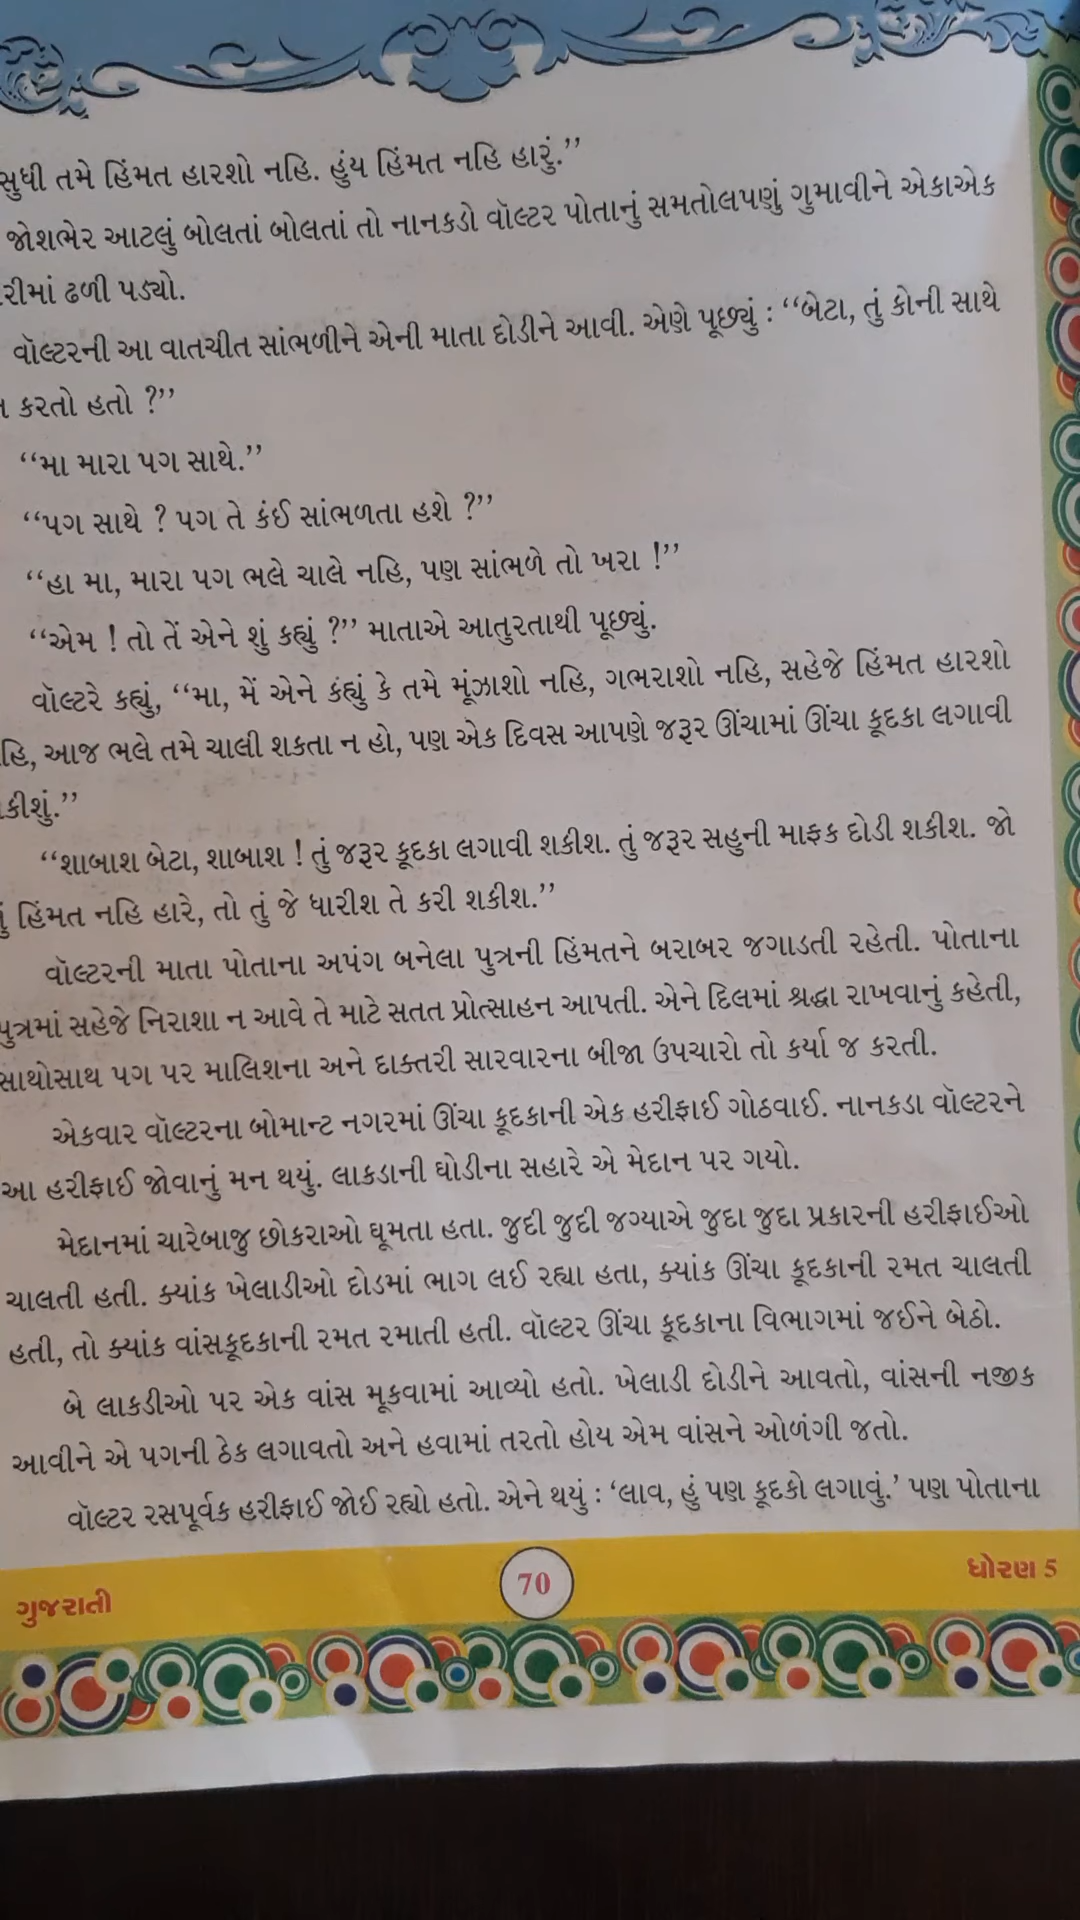 સુધી તમે હિંમત હારશો નહિ. હુંય હિંમત નહિ હારું.”
જોશભેર આટલું બોલતાં બોલતાં તો નાનકડો વૉલ્ટર પોતાનું સમતોલપણું ગુમાવીને એકાએક
ઢળી પડ્યો.
વૉલ્ટરની આ વાતચીત સાંભળીને એની માતા દોડીને આવી. એણે પૂછ્યું : “બેટા, તું કોની સાથે
કરતો હતો ?”
“મા મારા પગ સાથે.”
“પગ સાથે ? પગ તે કંઈ સાંભળતા હશે ?”
“હા મા, મારા પગ ભલે ચાલે નહિ, પણ સાંભળે તો ખરા !”
“એમ ! તો તેં એને શું કહ્યું ?” માતાએ આતુરતાથી પૂછ્યું.
વૉલ્ટરે કહ્યું, “મા, મેં એને કહ્યું કે તમે મૂંઝાશો નહિ, ગભરાશો નહિ, સહેજે હિંમત હારશો
આજ ભલે તમે ચાલી શકતા ન હો, પણ એક દિવસ આપણે જરૂર ઊંચામાં ઊંચા કૂદકા લગાવી
“શાબાશ બેટા, શાબાશ ! તું જરૂર કૂદકા લગાવી શકીશ. તું જરૂર સહુની માફક દોડી શકીશ. જો
હિંમત નહિ હારે, તો તું જે ધારીશ તે કરી શકીશ.”
વૉલ્ટરની માતા પોતાના અપંગ બનેલા પુત્રની હિંમતને બરાબર જગાડતી રહેતી. પોતાના
પુત્રમાં સહેજે નિરાશા ન આવે તે માટે સતત પ્રોત્સાહન આપતી. એને દિલમાં શ્રદ્ધા રાખવાનું કહેતી,
સાથોસાથ પગ પર માલિશના અને દાક્તરી સારવારના બીજા ઉપચારો તો કર્યા જ કરતી.
એકવાર વૉલ્ટરના બોમાન્ટ નગરમાં ઊંચા કૂદકાની એક હરીફાઈ ગોઠવાઈ. નાનકડા વૉલ્ટરને
આ હરીફાઈ જોવાનું મન થયું. લાકડાની ઘોડીના સહારે એ મેદાન પર ગયો.
મેદાનમાં ચારેબાજુ છોકરાઓ ઘૂમતા હતા. જુદી જુદી જગ્યાએ જુદા જુદા પ્રકારની હરીફાઈઓ
ચાલતી હતી. ક્યાંક ખેલાડીઓ દોડમાં ભાગ લઈ રહ્યા હતા, ક્યાંક ઊંચા કૂદકાની રમત ચાલતી
હતી, તો ક્યાંક વાંસકૂદકાની રમત રમાતી હતી. વૉલ્ટર ઊંચા કૂદકાના વિભાગમાં જઈને બેઠો.
બે લાકડીઓ પર એક વાંસ મૂકવામાં આવ્યો હતો. ખેલાડી દોડીને આવતો, વાંસની નજીક
આવીને એ પગની ઠેક લગાવતો અને હવામાં તરતો હોય એમ વાંસને ઓળંગી જતો.
વૉલ્ટર રસપૂર્વક હરીફાઈ જોઈ રહ્યો હતો. એને થયું : ‘લાવ, હું પણ કૂદકો લગાવું.’ પણ પોતાના
ગુજરાતી
70
ધોરણ 5